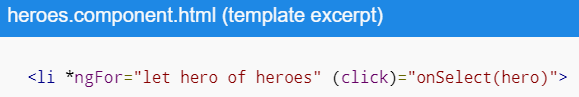 heroes.component.html (template excerpt)
<li *ngFor="let hero of heroes" (click)="onSelect(hero)">